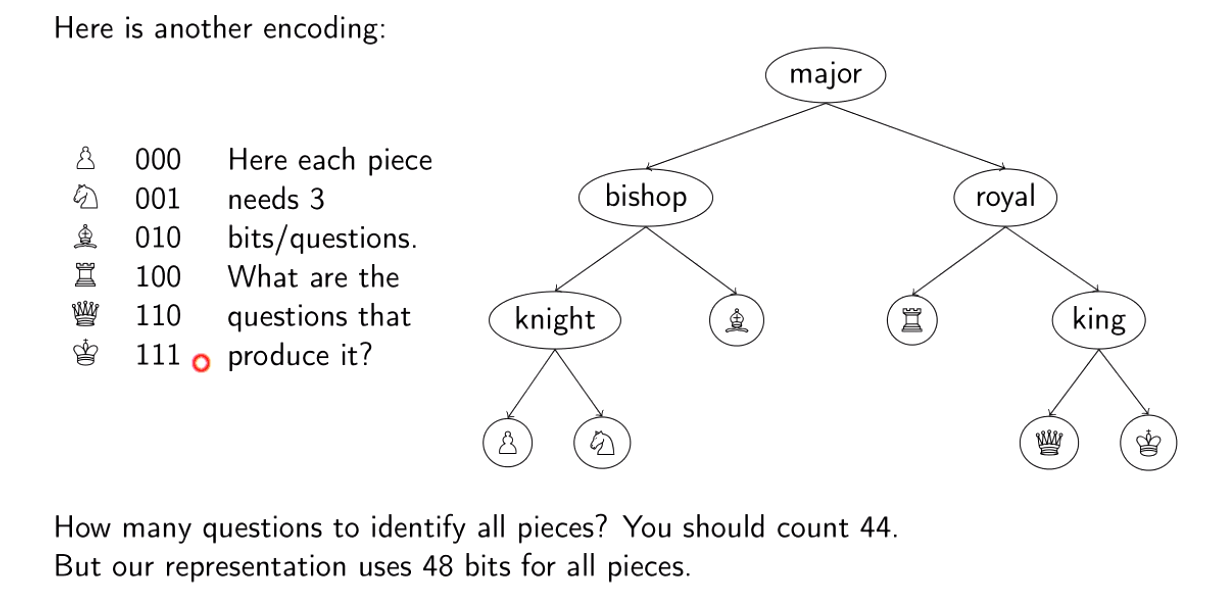 Here is another encoding:
major
♙ 000 Here each piece
♘ 001 needs 3
♗ 010 bits/questions.
♖ 100 What are the
♕ 110 questions that
♔ 111 produce it?
bishop royal
knight ♗ ♖ king
♙ ♘ ♕ ♔
How many questions to identify all pieces? You should count 44.
But our representation uses 48 bits for all pieces.